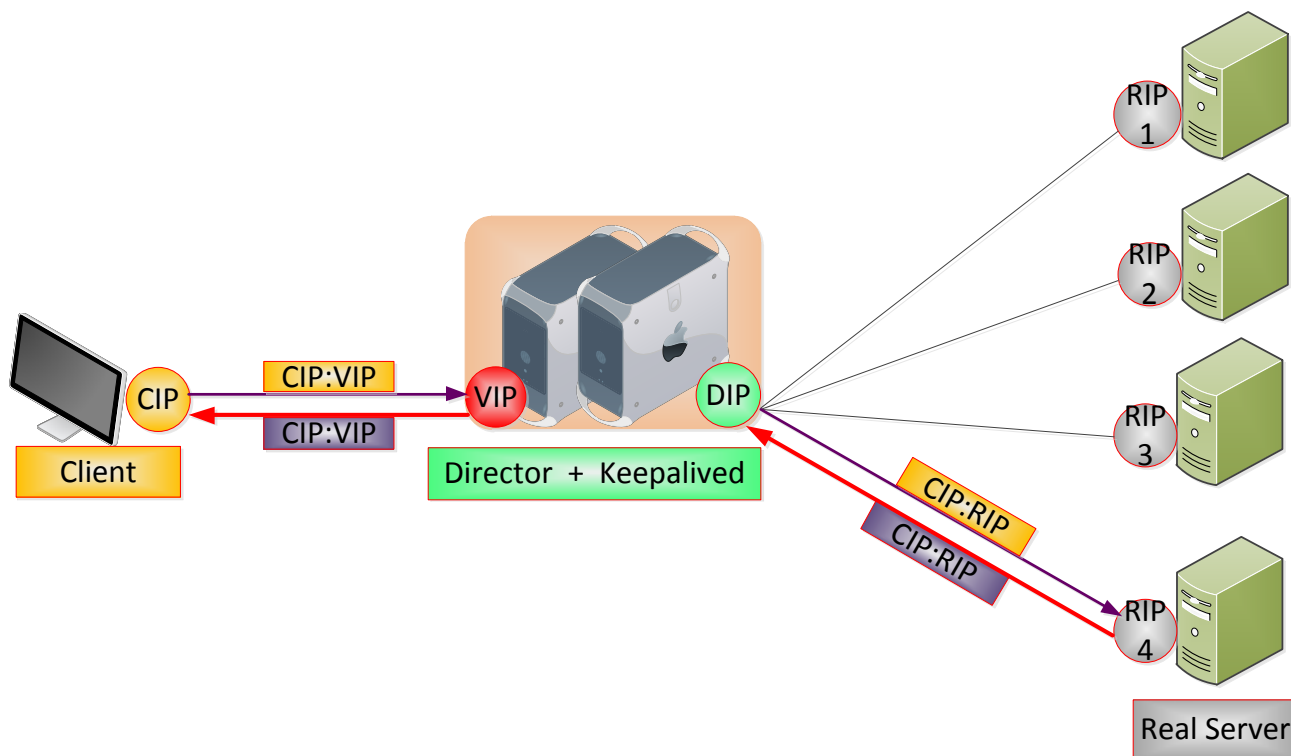 RIP
1
RIP
2
CIP:VIP
CIP
VIP
DIP
CIP:VIP
RIP
3
Client
Director + Keepalived
CIP:RIP
CIP:RIP
RIP
4
Real Server